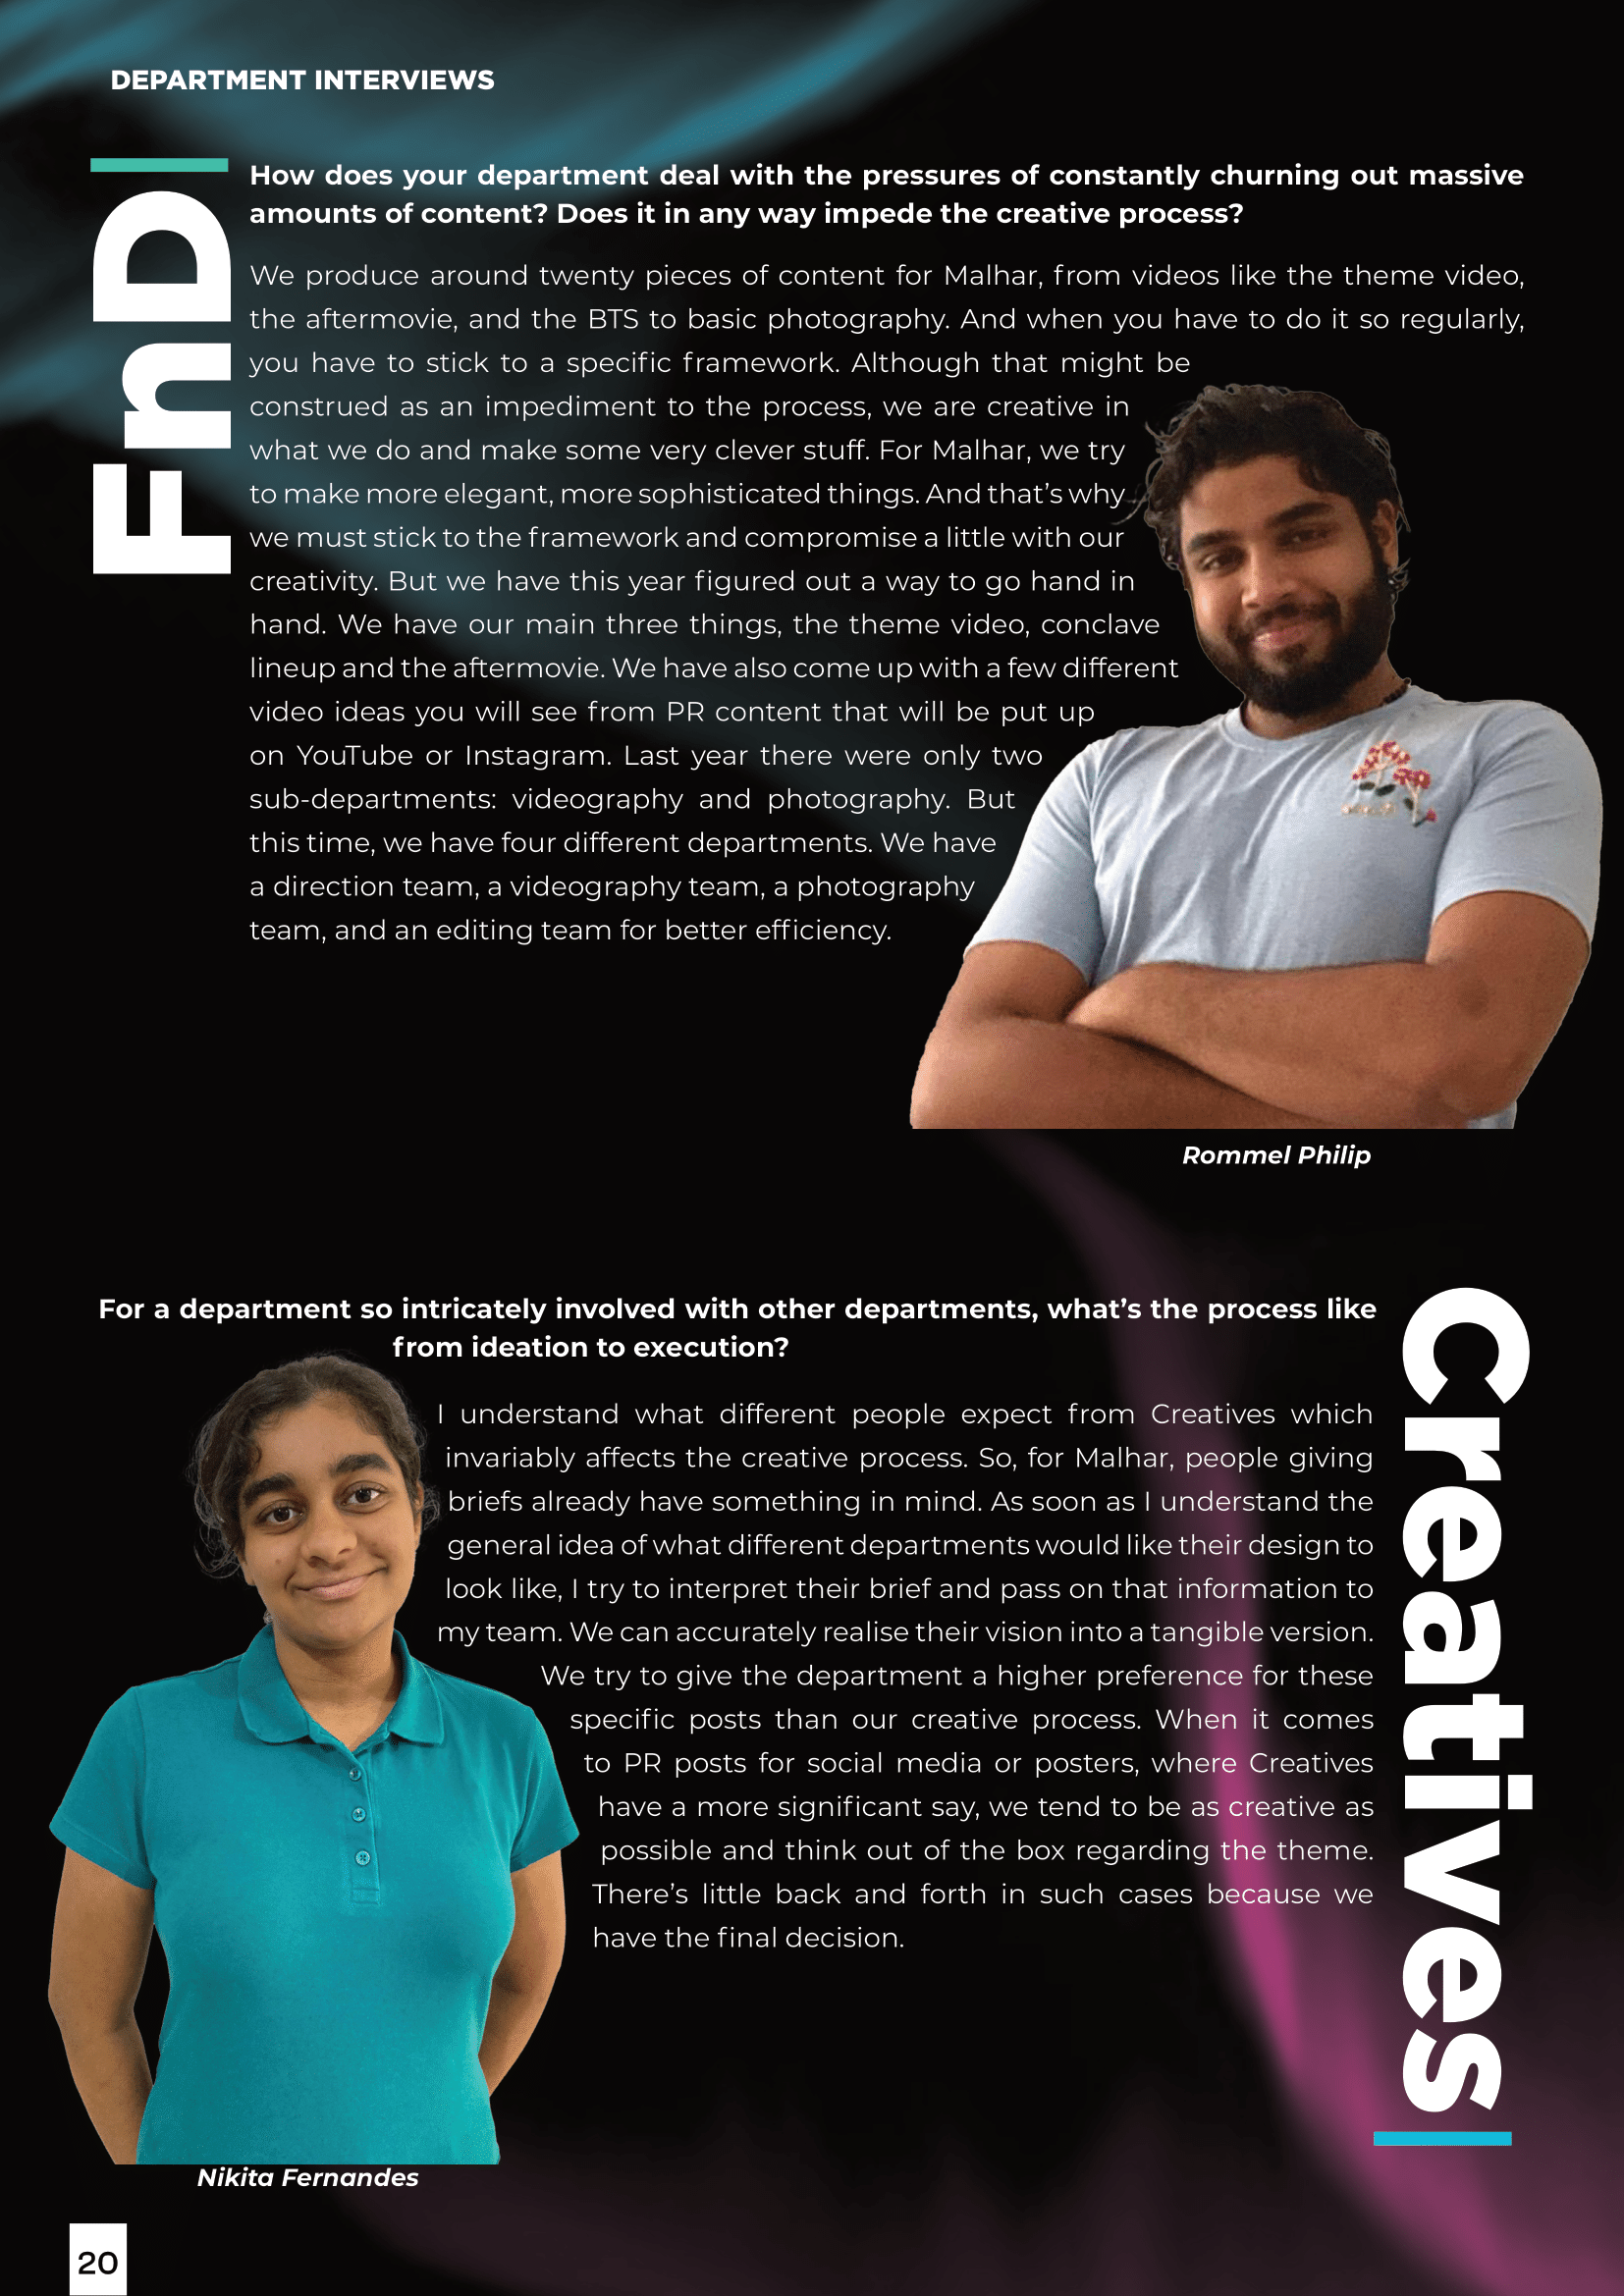 DEPARTMENT INTERVIEWS
FnD
How does your department deal with the pressures of constantly churning out massive
amounts of content? Does it in any way impede the creative process?
We produce around twenty pieces of content for Malhar, from videos like the theme video,
the aftermovie, and the BTS to basic photography. And when you have to do it so regularly,
you have to stick to a specific framework. Although that might be
construed as an impediment to the process, we are creative in
what we do and make some very clever stuff. For Malhar, we try
to make more elegant, more sophisticated things. And that’s why
we must stick to the framework and compromise a little with our
creativity. But we have this year figured out a way to go hand in
hand. We have our main three things, the theme video, conclave
lineup and the aftermovie. We have also come up with a few different
video ideas you will see from PR content that will be put up
on YouTube or Instagram. Last year there were only two
sub-departments: videography and photography. But
this time, we have four different departments. We have
a direction team, a videography team, a photography
team, and an editing team for better efficiency.
Rommel Philip
Creatives
For a department so intricately involved with other departments, what’s the process like
from ideation to execution?
I understand what different people expect from Creatives which
invariably affects the creative process. So, for Malhar, people giving
briefs already have something in mind. As soon as I understand the
general idea of what different departments would like their design to
look like, I try to interpret their brief and pass on that information to
my team. We can accurately realise their vision into a tangible version.
We try to give the department a higher preference for these
specific posts than our creative process. When it comes
to PR posts for social media or posters, where Creatives
have a more significant say, we tend to be as creative as
possible and think out of the box regarding the theme.
There’s little back and forth in such cases because we
have the final decision.
Nikita Fernandes
20